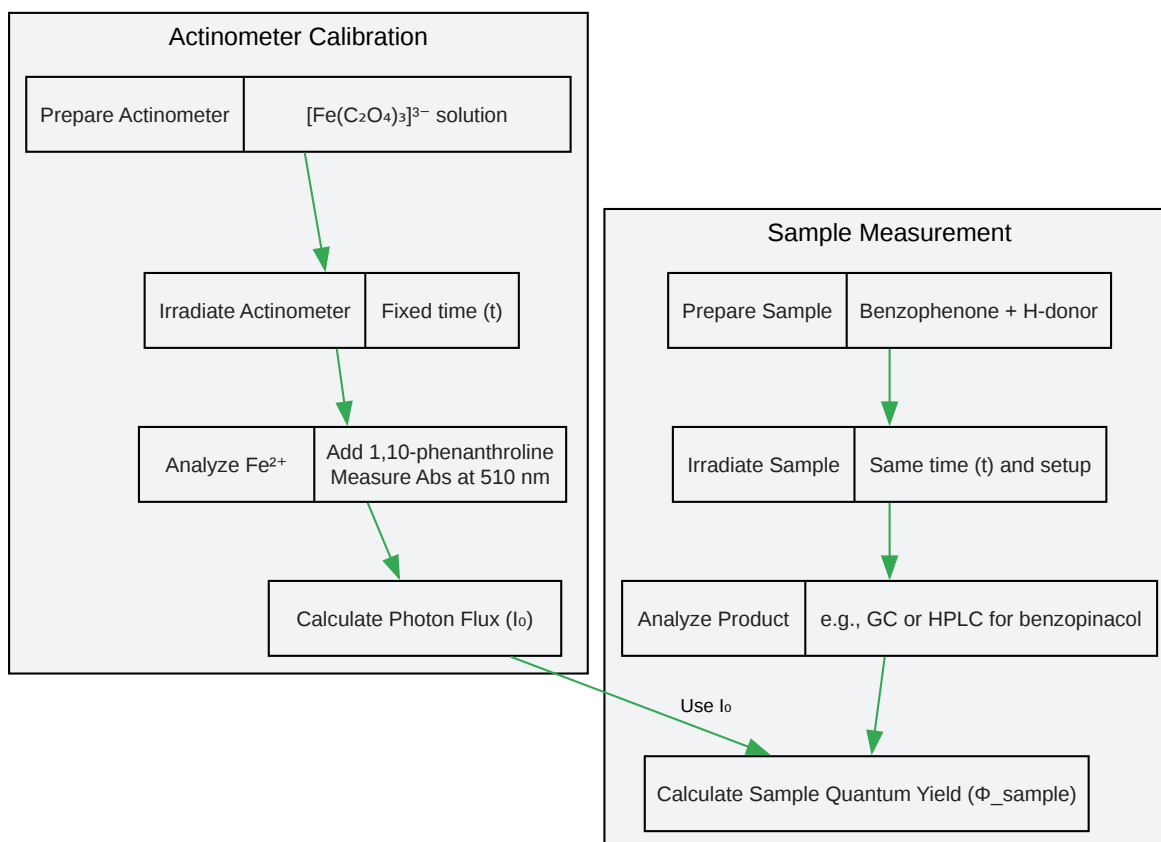 Actinometer Calibration
Prepare Actinometer
[Fe(C₂O₄)₃]³⁻ solution
Irradiate Actinometer
Fixed time (t)
Analyze Fe²⁺
Add 1,10-phenanthroline
Measure Abs at 510 nm
Calculate Photon Flux (I₀)
Use I₀
Sample Measurement
Prepare Sample
Benzophenone + H-donor
Irradiate Sample
Same time (t) and setup
Analyze Product
e.g., GC or HPLC for benzopinacol
Calculate Sample Quantum Yield (Φ_sample)